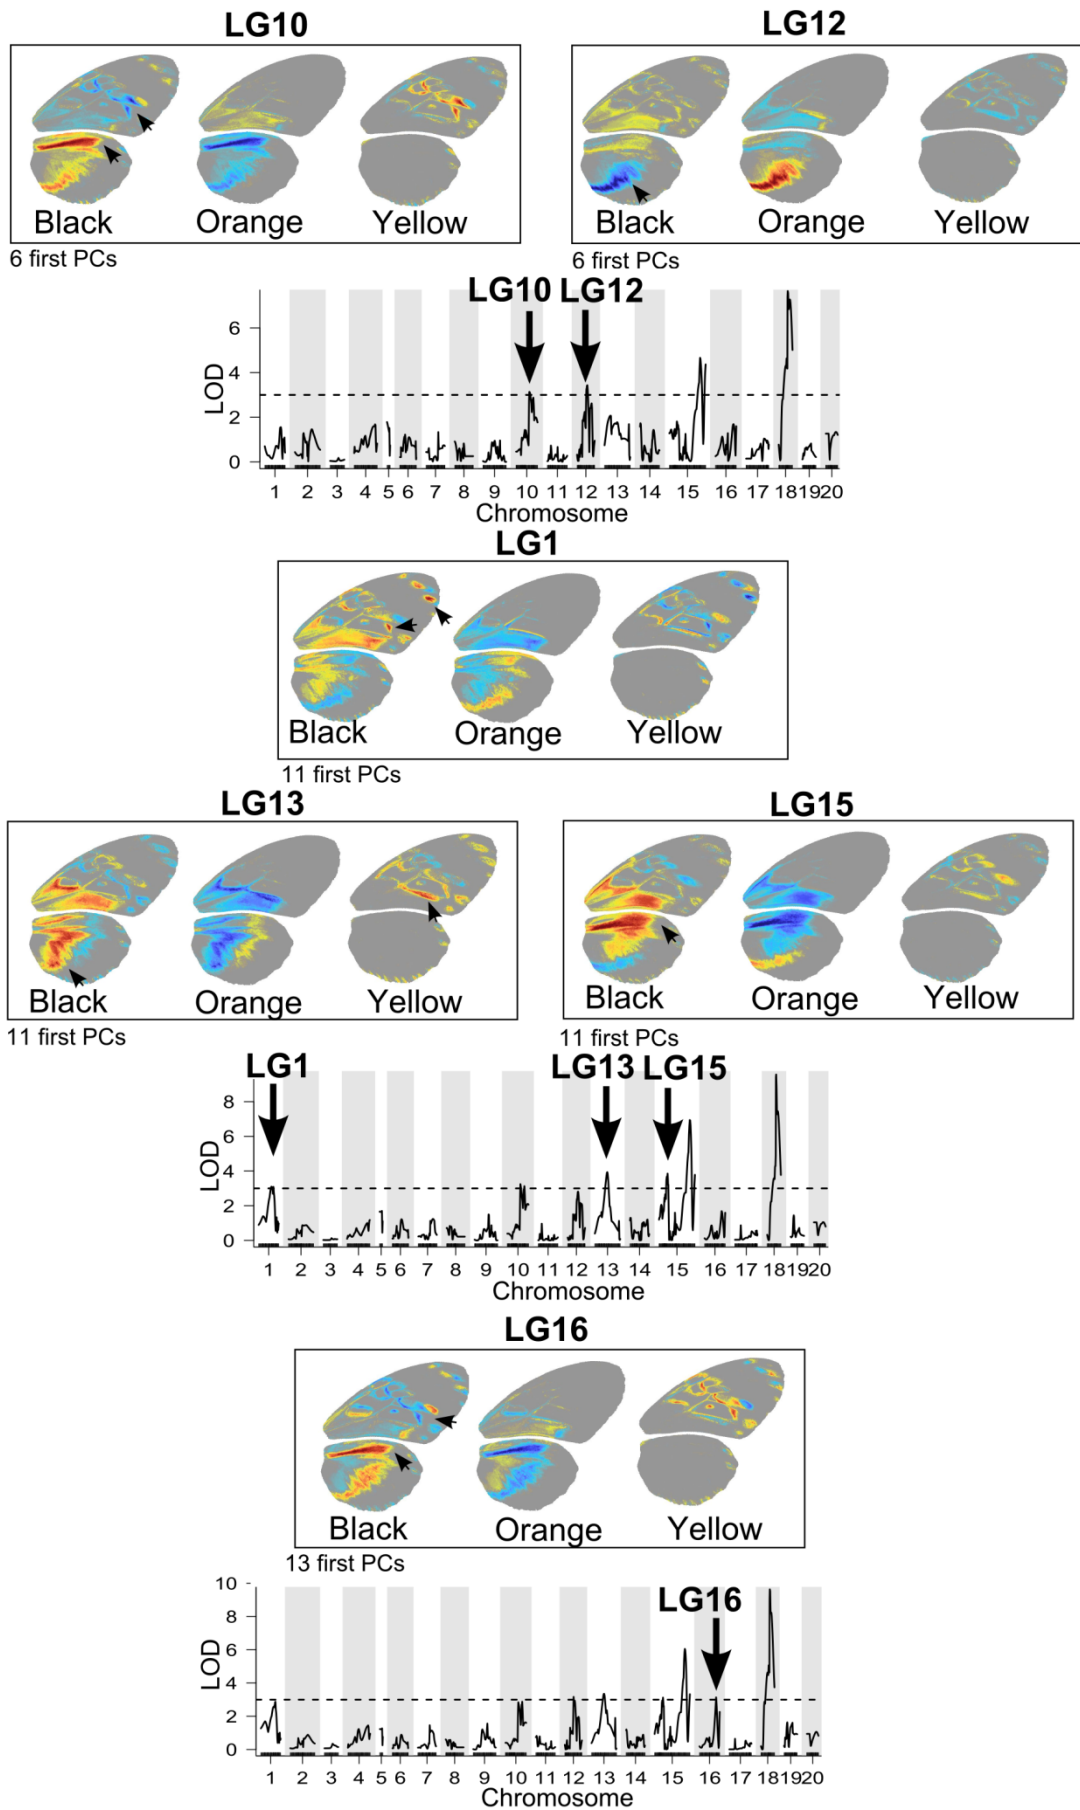 LG10 LG12
Black Orange Yellow Black Orange Yellow
6 first PCs 6 first PCs
LG10 LG12
6
4
2
0
LOD
1 2 3 4 5 6 7 8 9 10 11 12 13 14 15 16 17 18 19 20
Chromosome
LG1
Black Orange Yellow
11 first PCs
LG13 LG15
Black Orange Yellow Black Orange Yellow
11 first PCs 11 first PCs
LG1 LG13 LG15
8
6
4
2
0
LOD
1 2 3 4 5 6 7 8 9 10 11 12 13 14 15 16 17 18 19 20
Chromosome
LG16
Black Orange Yellow
13 first PCs
LG16
10
8
6
4
2
0
LOD
1 2 3 4 5 6 7 8 9 10 11 12 13 14 15 16 17 18 19 20
Chromosome